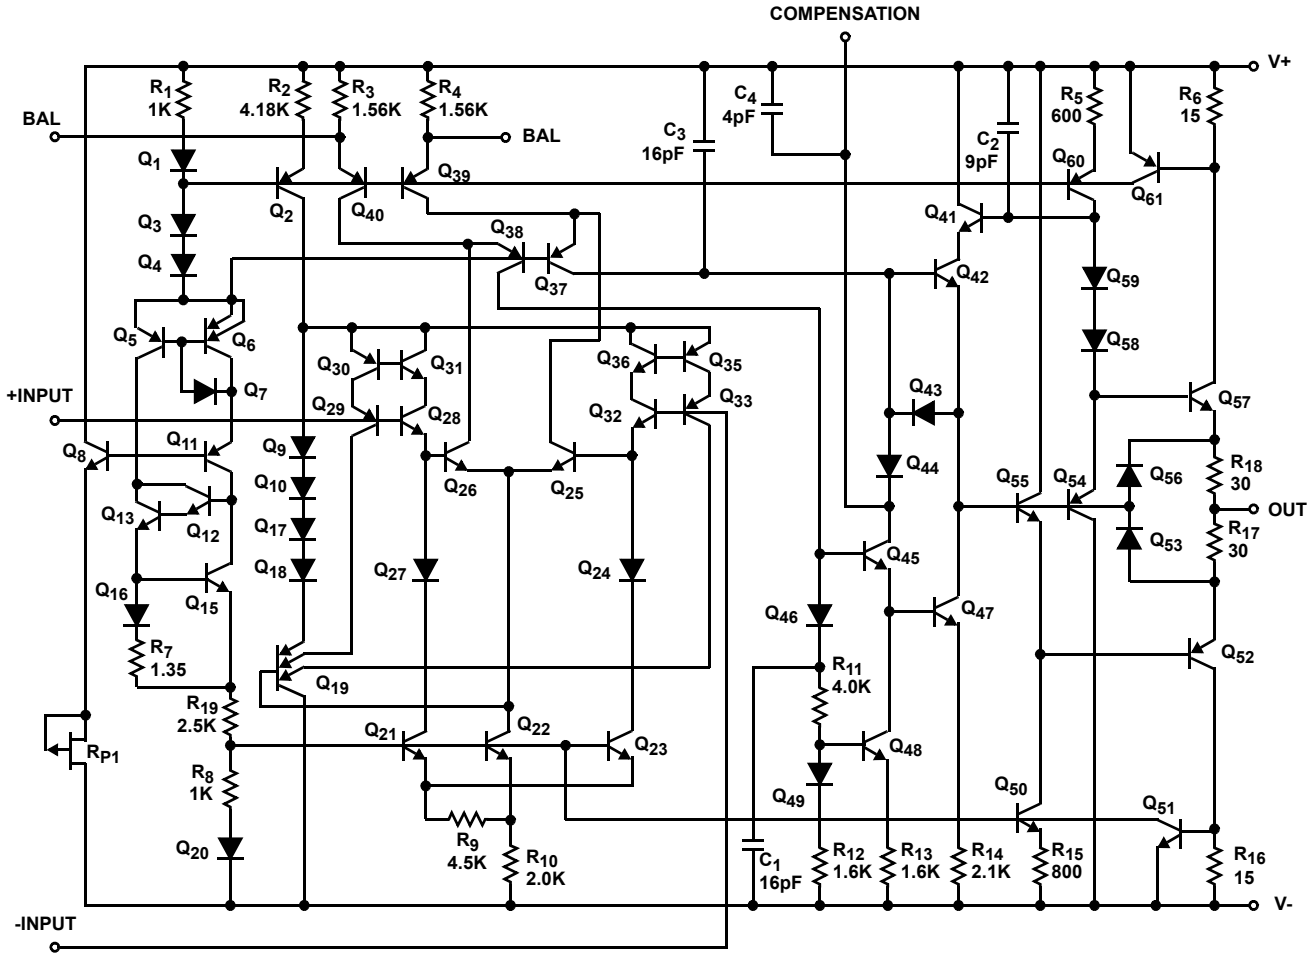 COMPENSATION
V+
R1
1K
R2
4.18K
R3
1.56K
R4
1.56K
C4
4pF
C3
16pF
C2
9pF
R5
600
R6
15
BAL
BAL
Q1
Q2
Q40
Q39
Q60
Q61
Q3
Q4
Q38
Q37
Q41
Q42
Q59
Q58
Q5
Q6
Q7
Q30
Q31
Q36
Q35
+INPUT
Q29
Q28
Q32
Q33
Q43
Q57
Q8
Q11
Q9
Q10
Q17
Q18
Q26
Q25
Q44
Q55
Q54
Q56
R18
30
OUT
R17
30
Q53
Q13
Q12
Q16
Q15
Q27
Q24
Q45
Q46
Q47
R7
1.35
Q19
R11
4.0K
Q52
R19
2.5K
RP1
Q21
Q22
Q23
Q48
R8
1K
Q49
Q50
Q51
Q20
R9
4.5K
R10
2.0K
C1
16pF
R12
1.6K
R13
1.6K
R14
2.1K
R15
800
R16
15
V-
-INPUT